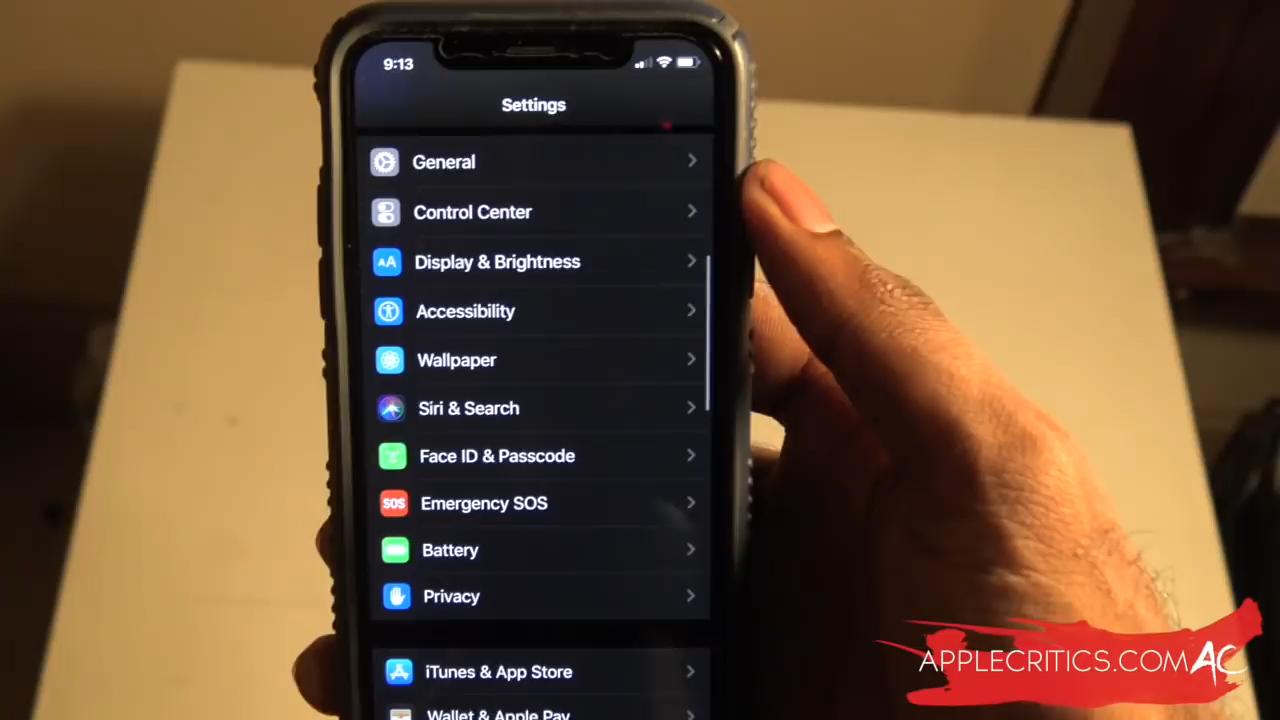 9:13
Settings
General
Control Center
AA Display & Brightness
Accessibility
Wallpaper
Siri & Search
Face ID & Passcode
SOS Emergency SOS
Battery
Privacy
iTunes & App Store
Wallet & Apple Pay
APPLECRITICS.COM AC